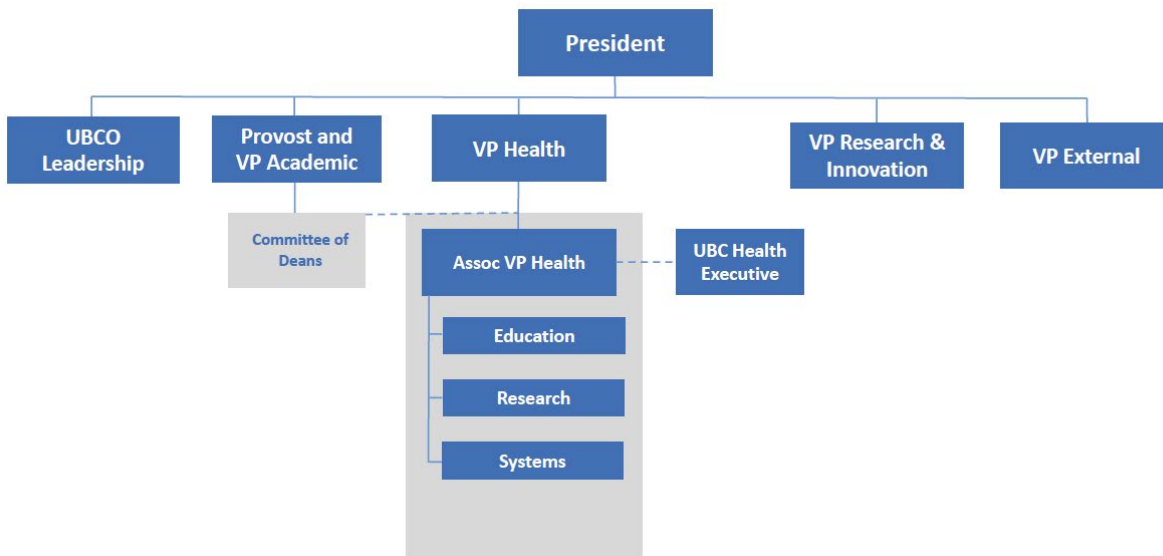 President
UBCO
Leadership
Provost and
VP Academic
VP Health
VP Research &
Innovation
VP External
Committee of
Deans
Assoc VP Health
UBC Health
Executive
Education
Research
Systems